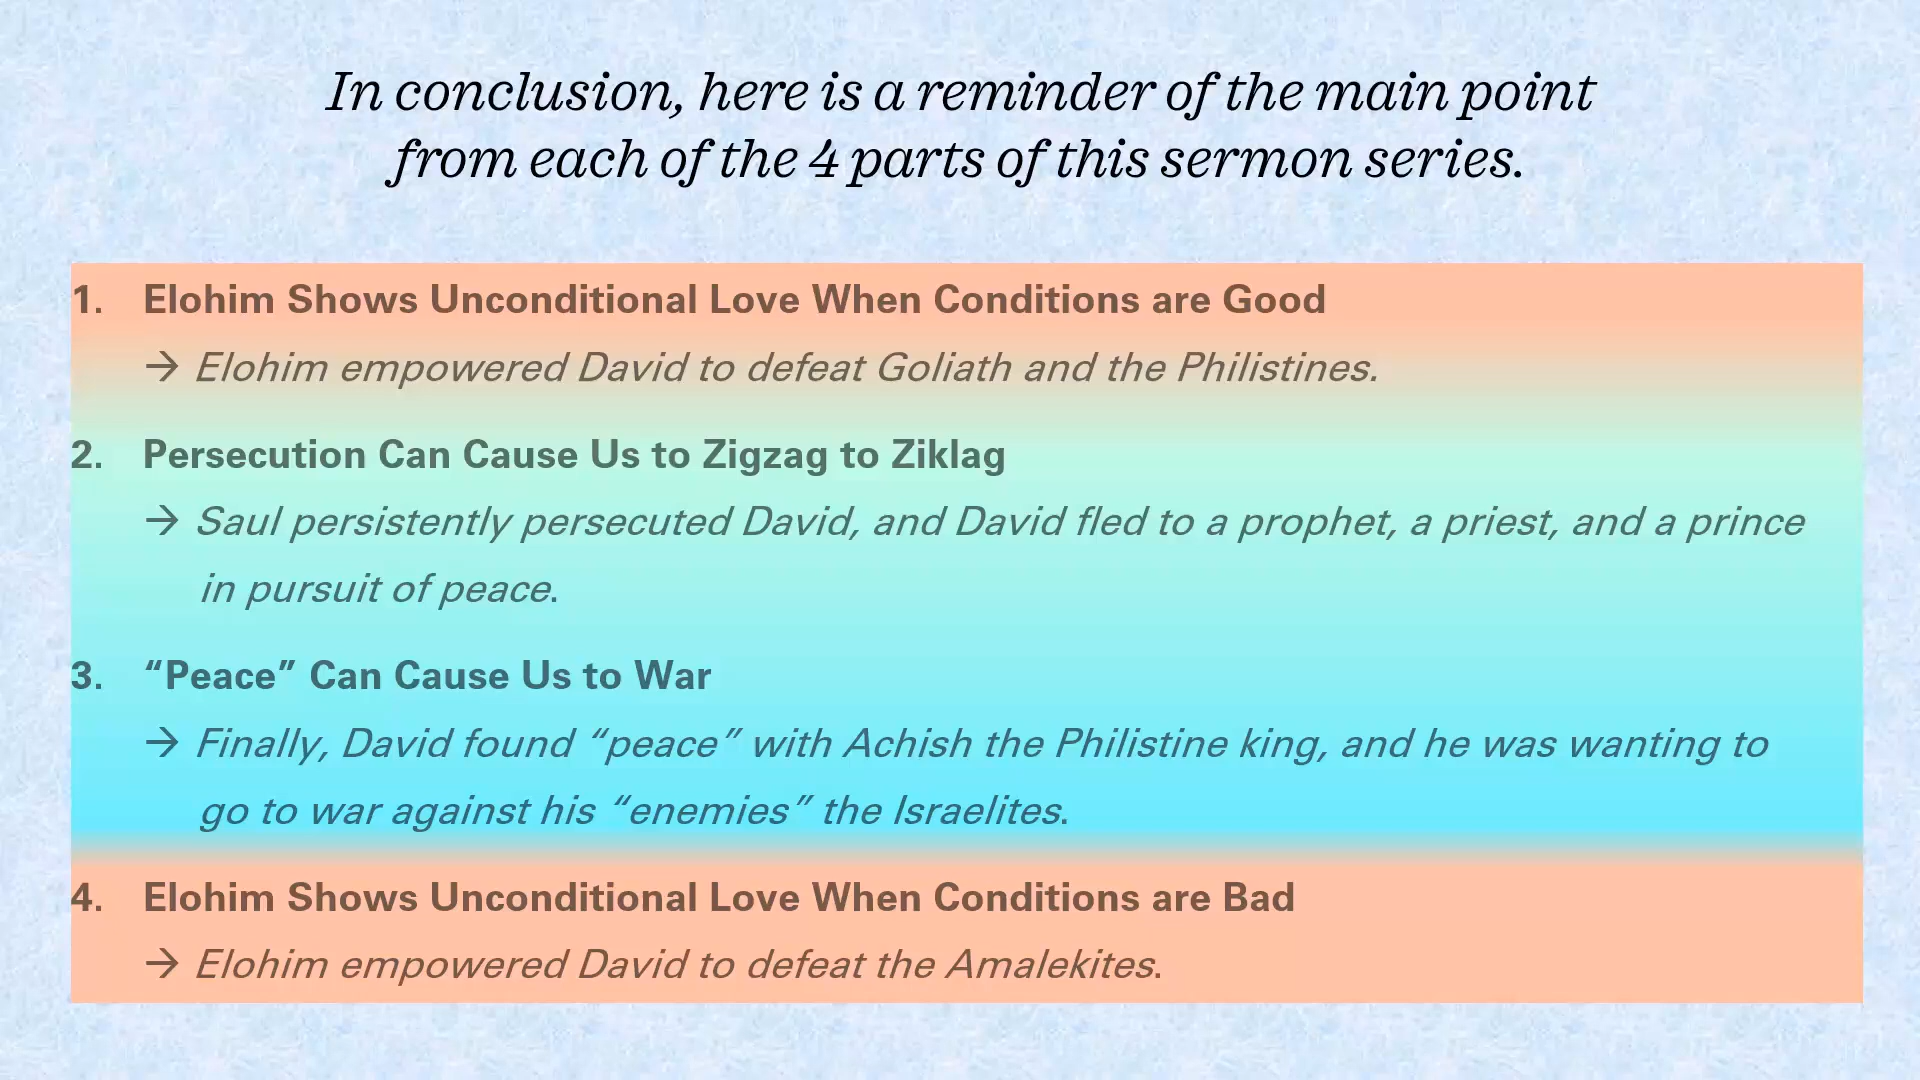 In conclusion, here is a reminder of the main point
from each of the 4 parts of this sermon series.
1. Elohim Shows Unconditional Love When Conditions are Good
→ Elohim empowered David to defeat Goliath and the Philistines.
2. Persecution Can Cause Us to Zigzag to Ziklag
→ Saul persistently persecuted David, and David fled to a prophet, a priest, and a prince
in pursuit of peace.
3. “Peace” Can Cause Us to War
→ Finally, David found “peace” with Achish the Philistine king, and he was wanting to
go to war against his “enemies” the Israelites.
4. Elohim Shows Unconditional Love When Conditions are Bad
→ Elohim empowered David to defeat the Amalekites.